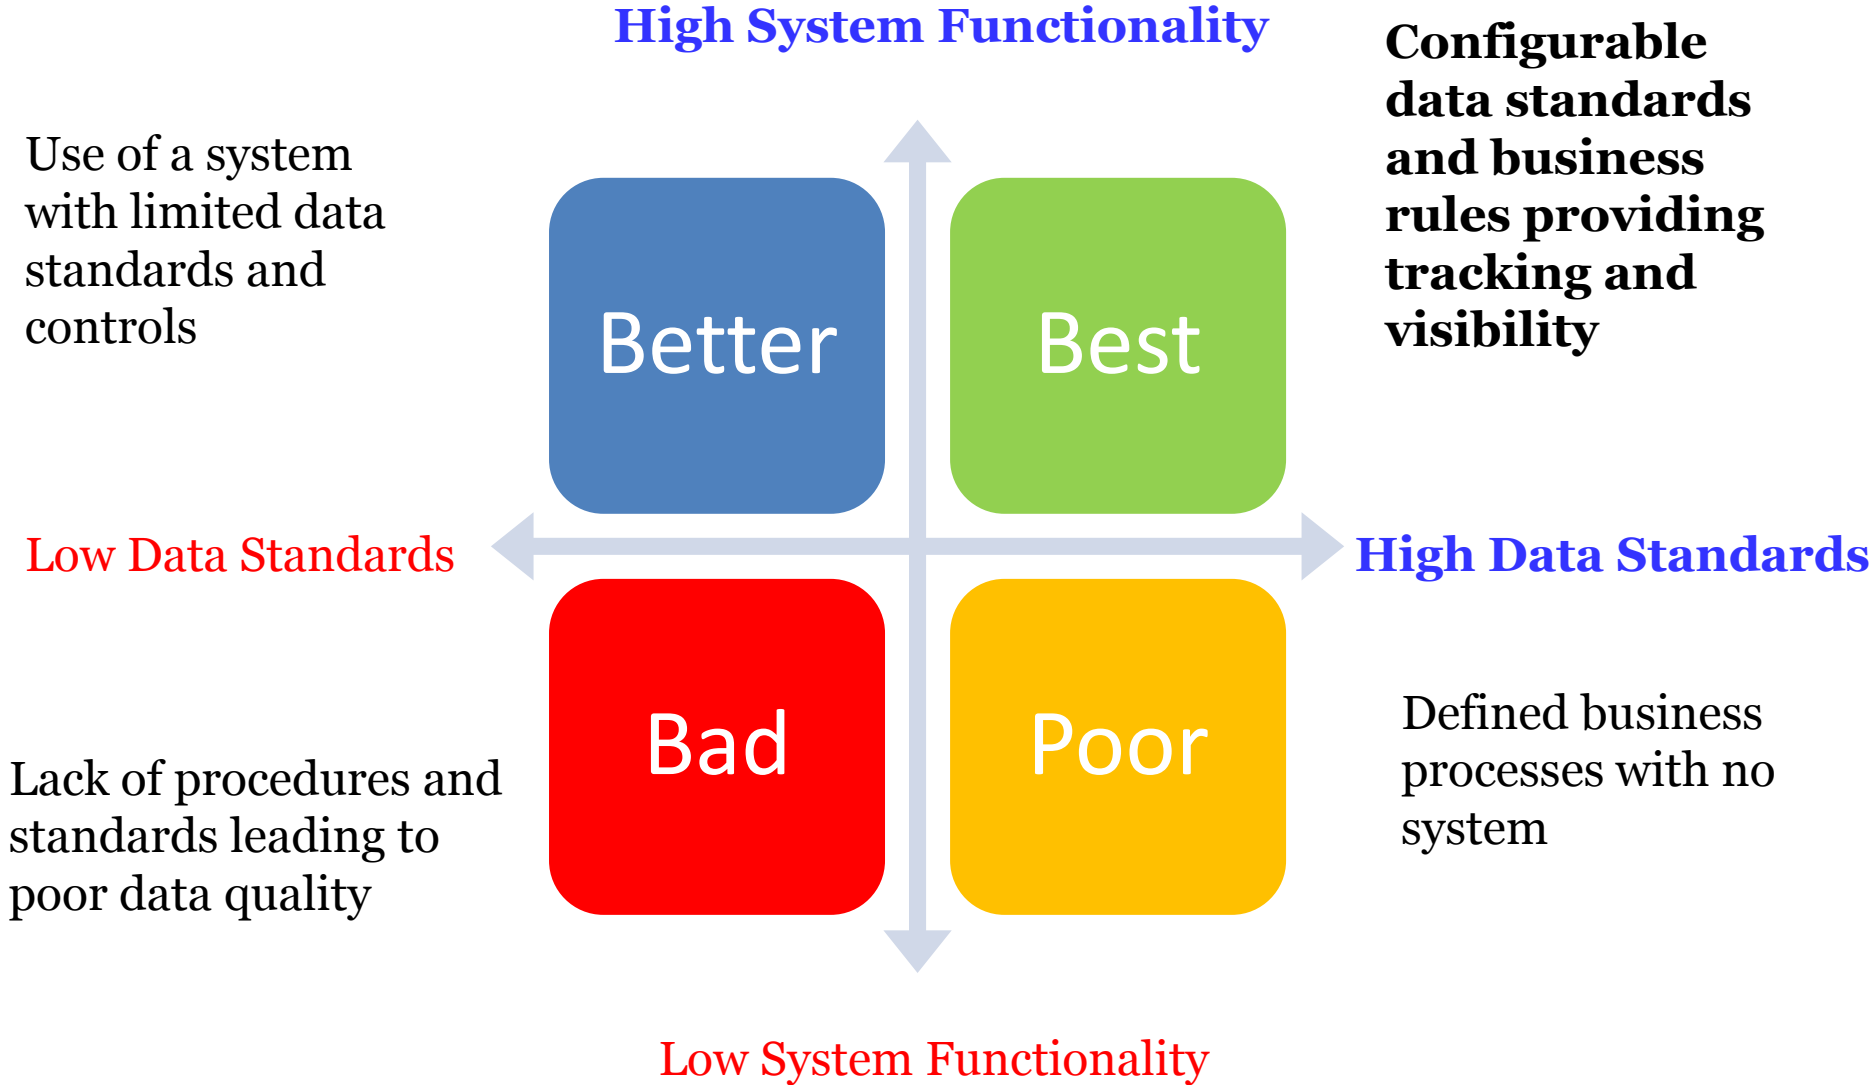 High System Functionality
Configurable
data standards
and business
rules providing
tracking and
visibility
Use of a system
with limited data
standards and
controls
Better
Best
Low Data Standards
High Data Standards
Bad
Poor
Lack of procedures and
standards leading to
poor data quality
Defined business
processes with no
system
Low System Functionality